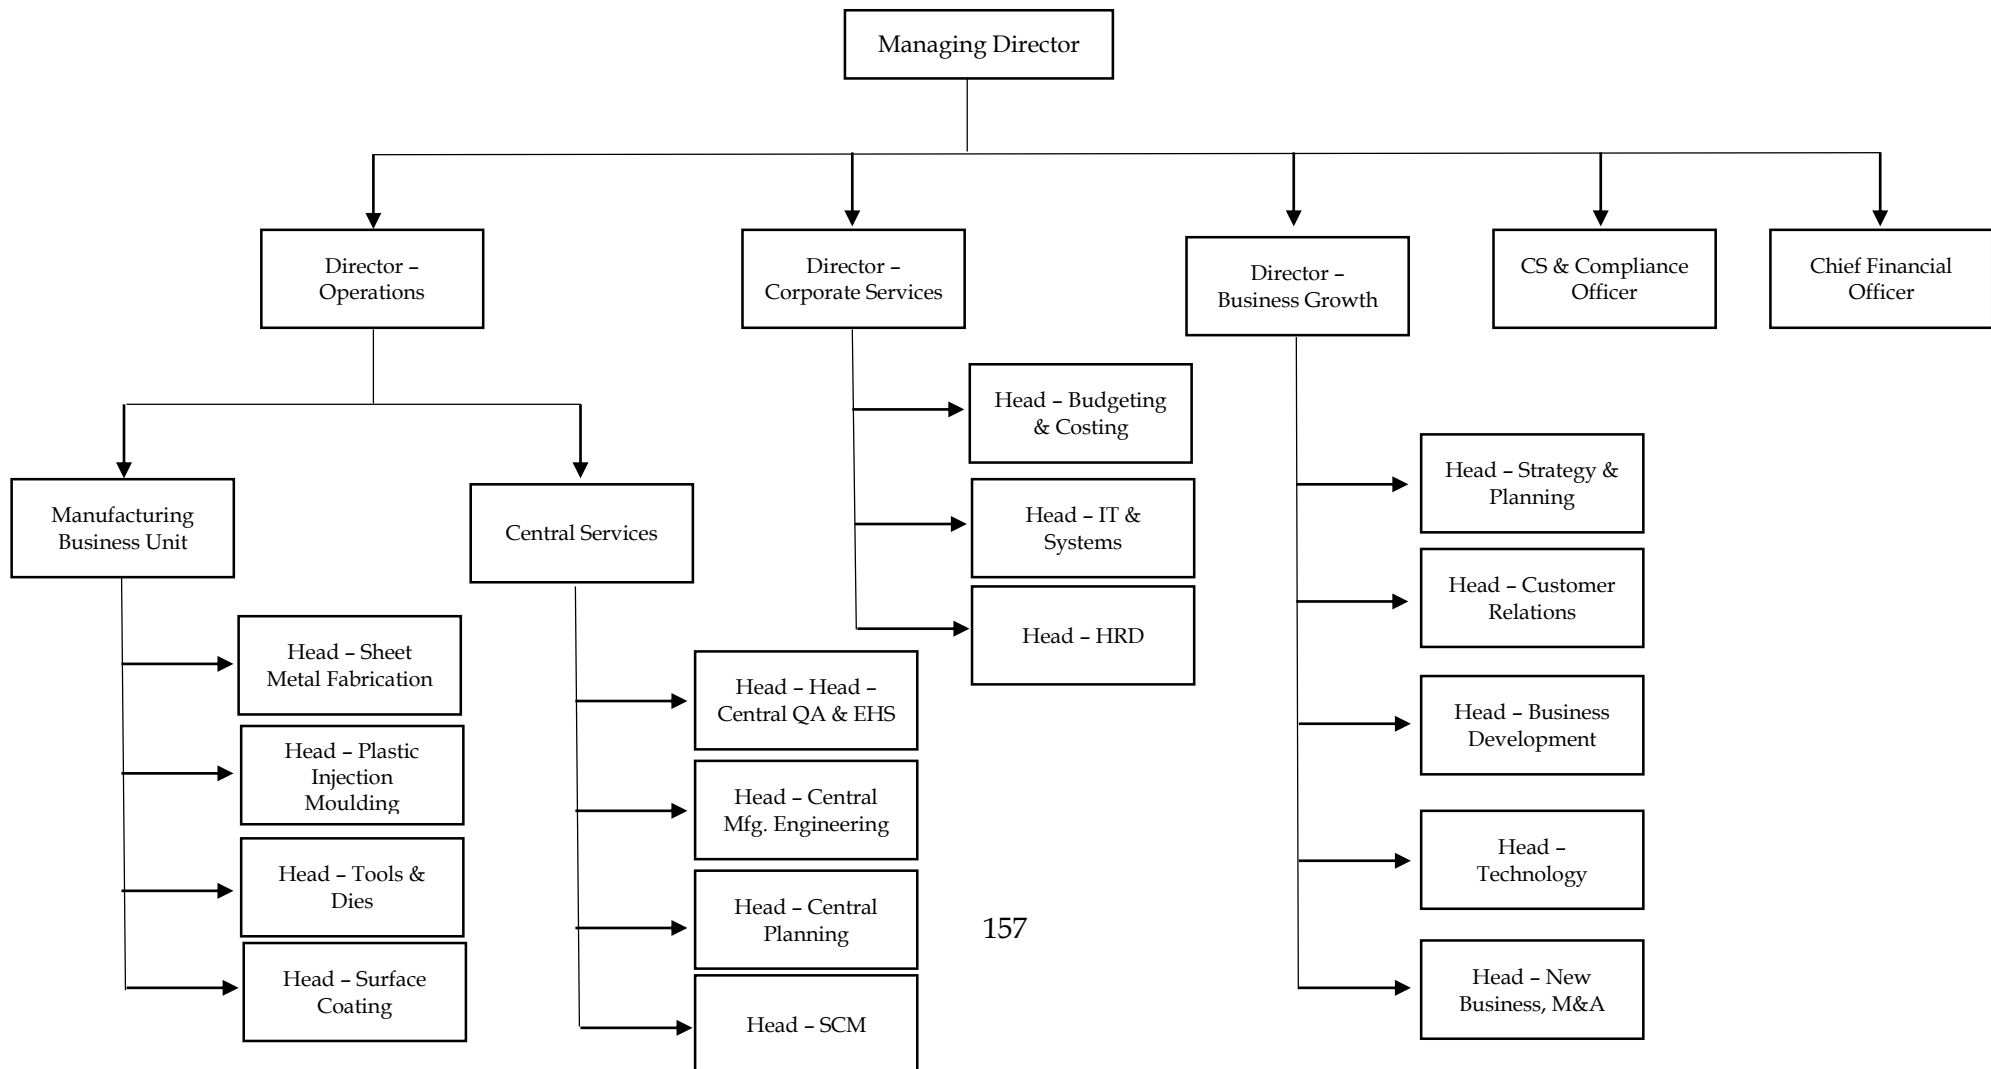 Managing Director
Director –
Operations
Director –
Corporate Services
Director –
Business Growth
CS & Compliance
Officer
Chief Financial
Officer
Manufacturing
Business Unit
Central Services
Head – Sheet
Metal Fabrication
Head – Plastic
Injection
Moulding
Head – Tools &
Dies
Head – Surface
Coating
Head – Head –
Central QA & EHS
Head – Central
Mfg. Engineering
Head – Central
Planning
Head – SCM
Head – Budgeting
& Costing
Head – IT &
Systems
Head – HRD
Head – Strategy &
Planning
Head – Customer
Relations
Head – Business
Development
Head –
Technology
Head – New
Business, M&A
157